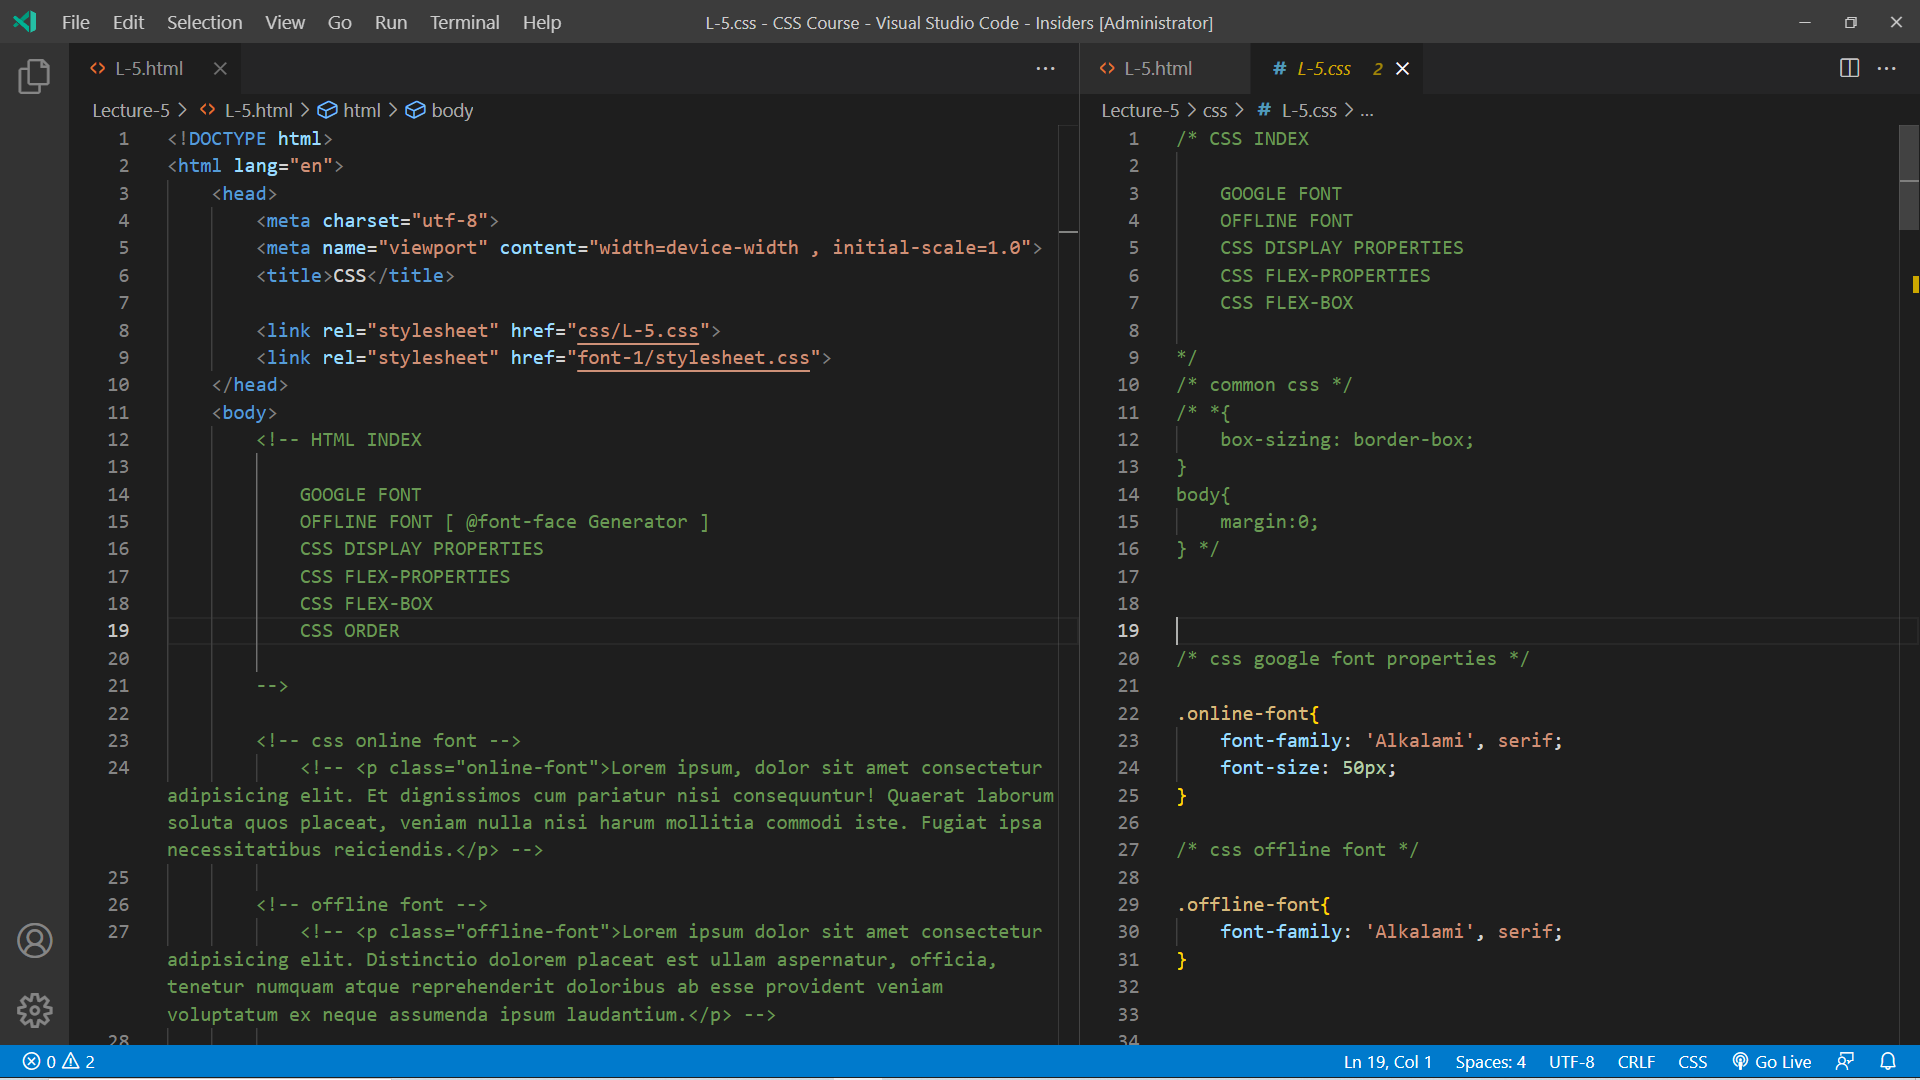 File Edit Selection View Go Run Terminal Help L-5.css - CSS Course - Visual Studio Code - Insiders [Administrator]
<> L-5.html
Lecture-5 > <> L-5.html > html > body
1 <!DOCTYPE html>
2 <html lang="en">
3 <head>
4 <meta charset="utf-8">
5 <meta name="viewport" content="width=device-width , initial-scale=1.0">
6 <title>CSS</title>
7
8 <link rel="stylesheet" href="css/L-5.css">
9 <link rel="stylesheet" href="font-1/stylesheet.css">
10 </head>
11 <body>
12 <!-- HTML INDEX
13
14 GOOGLE FONT
15 OFFLINE FONT [ @font-face Generator ]
16 CSS DISPLAY PROPERTIES
17 CSS FLEX-PROPERTIES
18 CSS FLEX-BOX
19 CSS ORDER
20
21 -->
22
23 <!-- css online font -->
24 <!-- <p class="online-font">Lorem ipsum, dolor sit amet consectetur
adipisicing elit. Et dignissimos cum pariatur nisi consequuntur! Quaerat laborum
soluta quos placeat, veniam nulla nisi harum mollitia commodi iste. Fugiat ipsa
necessitatibus reiciendis.</p> -->
25
26 <!-- offline font -->
27 <!-- <p class="offline-font">Lorem ipsum dolor sit amet consectetur
adipisicing elit. Distinctio dolorem placeat est ullam aspernatur, officia,
tenetur numquam atque reprehenderit doloribus ab esse provident veniam
voluptatum ex neque assumenda ipsum laudantium.</p> -->
28
<> L-5.html # L-5.css 2
Lecture-5 > css > # L-5.css > ...
1 /* CSS INDEX
2
3 GOOGLE FONT
4 OFFLINE FONT
5 CSS DISPLAY PROPERTIES
6 CSS FLEX-PROPERTIES
7 CSS FLEX-BOX
8
9 */
10 /* common css */
11 /* *{
12 box-sizing: border-box;
13 }
14 body{
15 margin:0;
16 } */
17
18
19
20 /* css google font properties */
21
22 .online-font{
23 font-family: 'Alkalami', serif;
24 font-size: 50px;
25 }
26
27 /* css offline font */
28
29 .offline-font{
30 font-family: 'Alkalami', serif;
31 }
32
33
34
0 2 Ln 19, Col 1 Spaces: 4 UTF-8 CRLF CSS Go Live